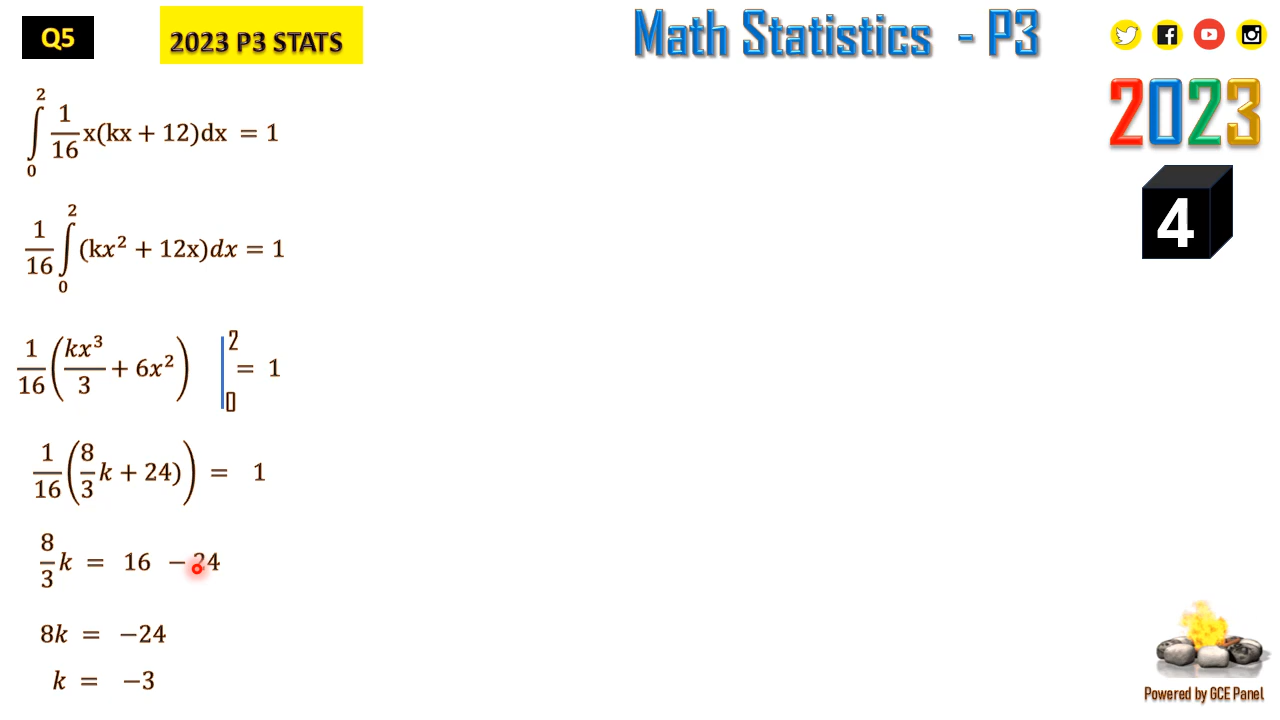 Q5
2023 P3 STATS
Math Statistics - P3
2023
4
∫₀² 1/16 x(kx + 12)dx = 1
1/16 ∫₀² (kx² + 12x)dx = 1
1/16 (kx³/3 + 6x²) |₀² = 1
1/16 (8/3 k + 24)) = 1
8/3 k = 16 − 24
8k = −24
k = −3
Powered by GCE Panel